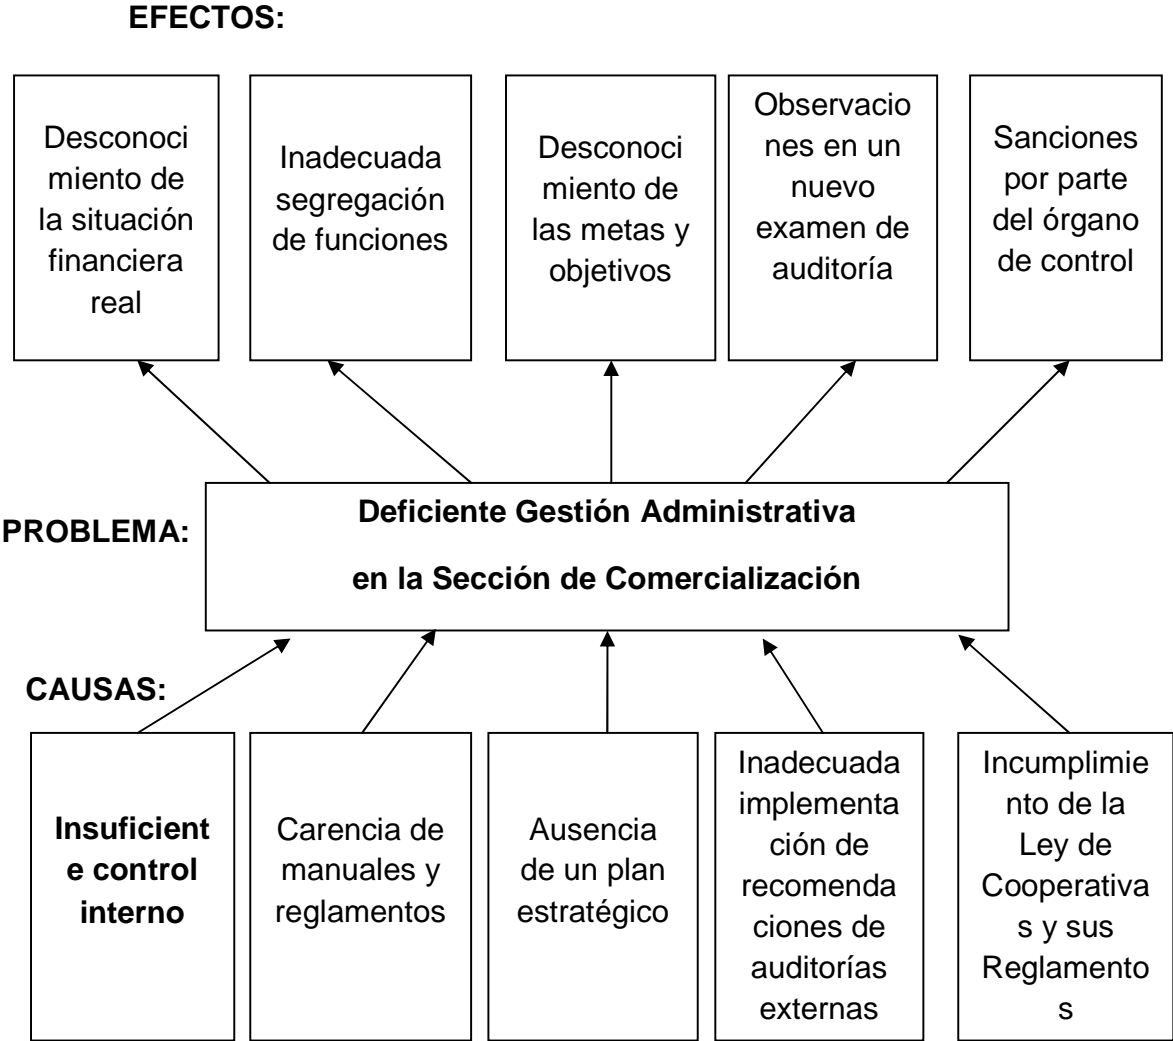 EFECTOS:
Desconoci
miento de
la situación
financiera
real
Inadecuada
segregación
de funciones
Desconoci
miento de
las metas y
objetivos
Observacio
nes en un
nuevo
examen de
auditoría
Sanciones
por parte
del órgano
de control
PROBLEMA:
Deficiente Gestión Administrativa
en la Sección de Comercialización
CAUSAS:
Insuficient
e control
interno
Carencia de
manuales y
reglamentos
Ausencia
de un plan
estratégico
Inadecuada
implementa
ción de
recomenda
ciones de
auditorías
externas
Incumplimie
nto de la
Ley de
Cooperativa
s y sus
Reglamento
s